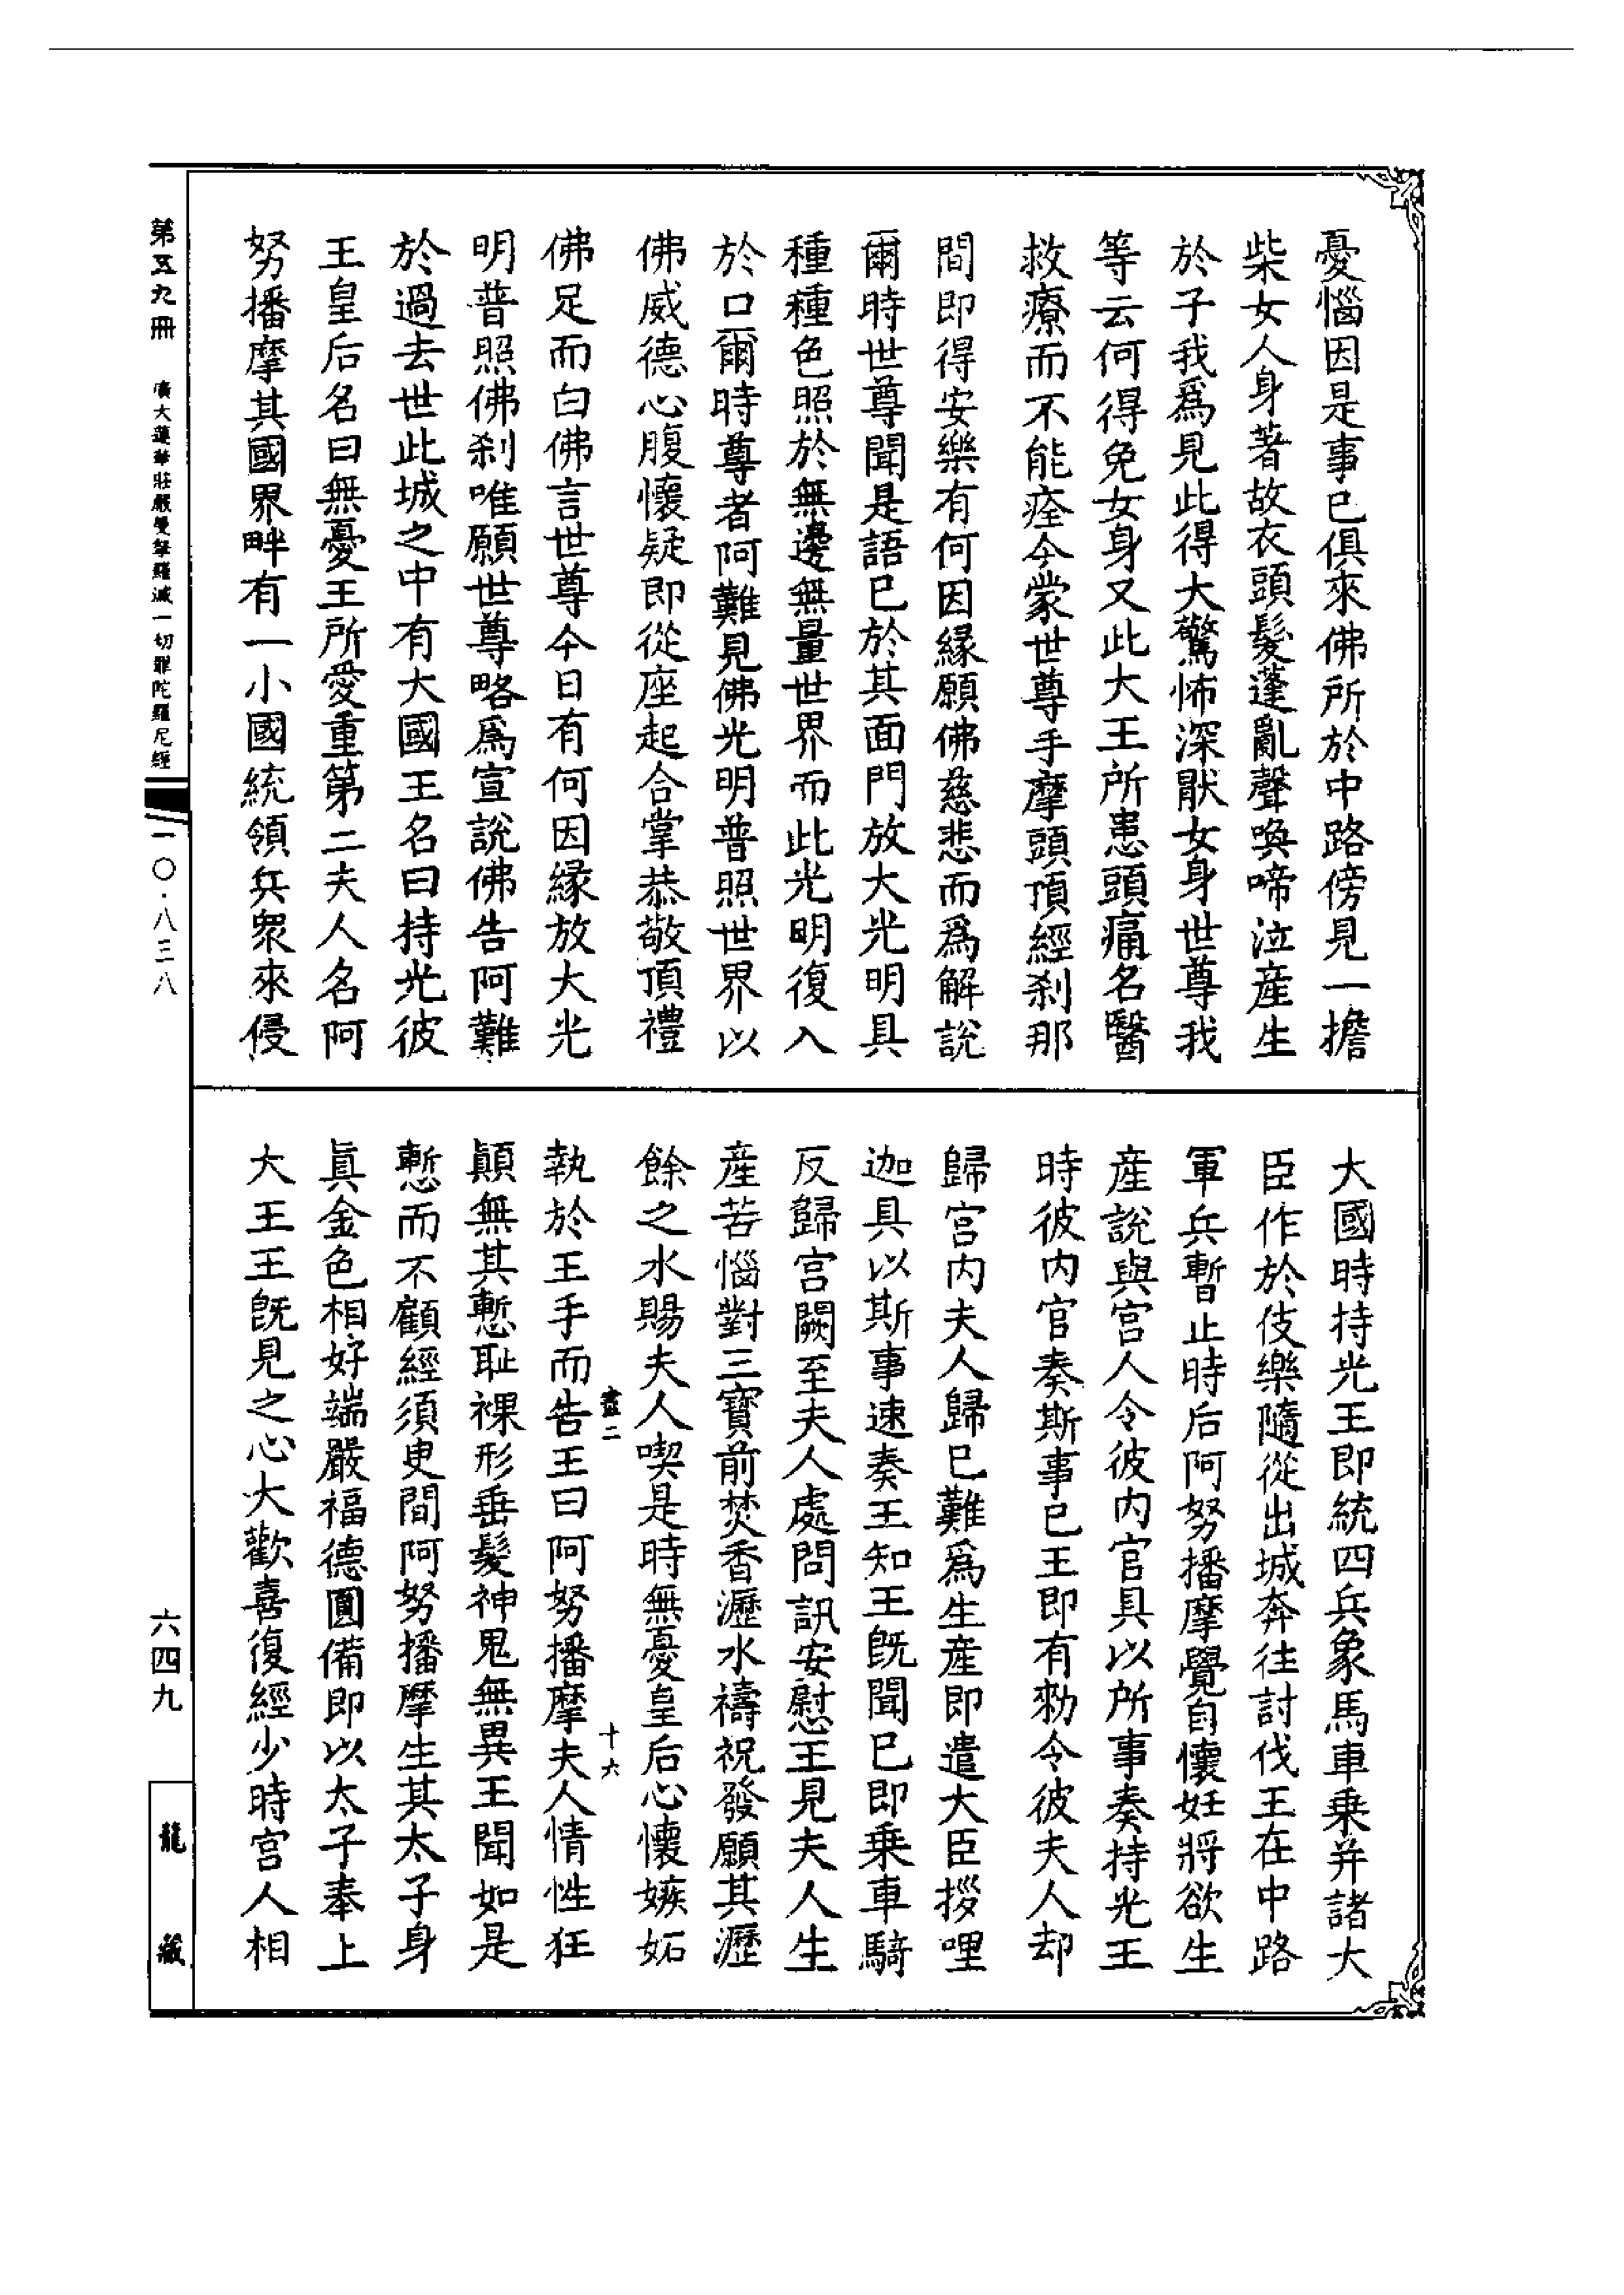 憂惱因是事已俱來佛所於中路傍見一擔
柴女人身著故衣頭髮蓬亂聲喚啼泣産生
於子我爲見此得大驚怖深猒女身世尊我
等云何得免女身又此大王所患頭痛名醫
救療而不能痊今蒙世尊手摩頭頂經刹那
間即得安樂有何因緣願佛慈悲而爲解説
爾時世尊聞是語已於其面門放大光明具
種種色照於無邊無量世界而此光明復入
於口爾時尊者阿難見佛光明普照世界以
佛威德心腹懷疑即從座起合掌恭敬頂禮
佛足而白佛言世尊今日有何因緣放大光
明普照佛刹唯願世尊略爲宣説佛告阿難
於過去世此城之中有大國王名曰持光彼
王皇后名曰無憂王所愛重第二夫人名阿
努播摩其國界畔有一小國統領兵衆來侵
大國時持光王即統四兵象馬車乗并諸大
臣作於伎樂隨從出城奔往討伐王在中路
軍兵暫止時后阿努播摩覺自懷妊將欲生
産説與宮人令彼内官具以所事奏持光王
時彼内官奏斯事已王即有勑令彼夫人却
歸宮内夫人歸已難爲生産即遣大臣拶哩
迦具以斯事速奏王知王既聞已即乗車騎
反歸宮闕至夫人處問訊安慰王見夫人生
産苦惱對三寶前焚香瀝水禱祝發願其瀝
餘之水賜夫人喫是時無憂皇后心懷嫉妬
執於王手而告王曰阿努播摩夫人情性狂
顛無其慙耻裸形垂髮神鬼無異王聞如是
慙而不顧經須臾間阿努播摩生其太子身
眞金色相好端嚴福德圓備即以太子奉上
大王王既見之心大歡喜復經少時宮人相
盡二
十六
第五九冊
廣大蓮華莊嚴曼拏羅滅一切罪陀羅尼經
一〇·八三八
六四九
龍藏